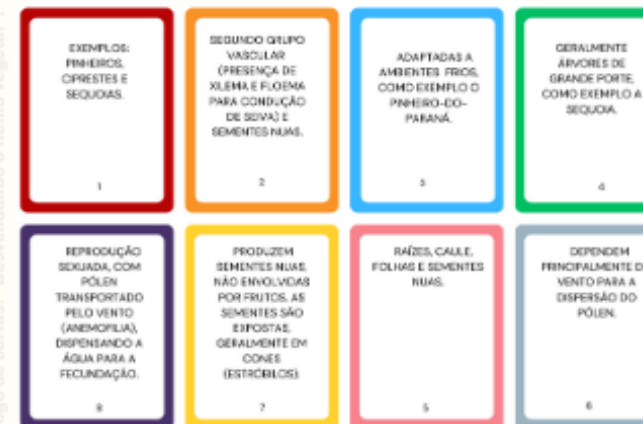 EXEMPLOS:
PINHEIROS,
CIPRESTES E
SEQUOIAS.
1
SEGUNDO GRUPO
VASCULAR
(PRESENÇA DE
XILEMA E FLOEMA
PARA CONDUÇÃO
DE SEIVA) E
SEMENTES NUAS.
2
ADAPTADAS A
AMBIENTES FRIOS,
COMO EXEMPLO O
PINHEIRO-DO-
PARANÁ.
3
GERALMENTE
ÁRVORES DE
GRANDE PORTE,
COMO EXEMPLO A
SEQUOIA.
4
REPRODUÇÃO
SEXUADA, COM
PÓLEN
TRANSPORTADO
PELO VENTO
(ANEMOFILIA),
DISPENSANDO A
ÁGUA PARA A
FECUNDAÇÃO.
8
PRODUZEM
SEMENTES NUAS,
NÃO ENVOLVIDAS
POR FRUTOS. AS
SEMENTES SÃO
EXPOSTAS,
GERALMENTE EM
CONES
(ESTRÓBILOS).
7
RAÍZES, CAULE,
FOLHAS E SEMENTES
NUAS.
5
DEPENDEM
PRINCIPALMENTE D
VENTO PARA A
DISPERSÃO DO
PÓLEN.
6